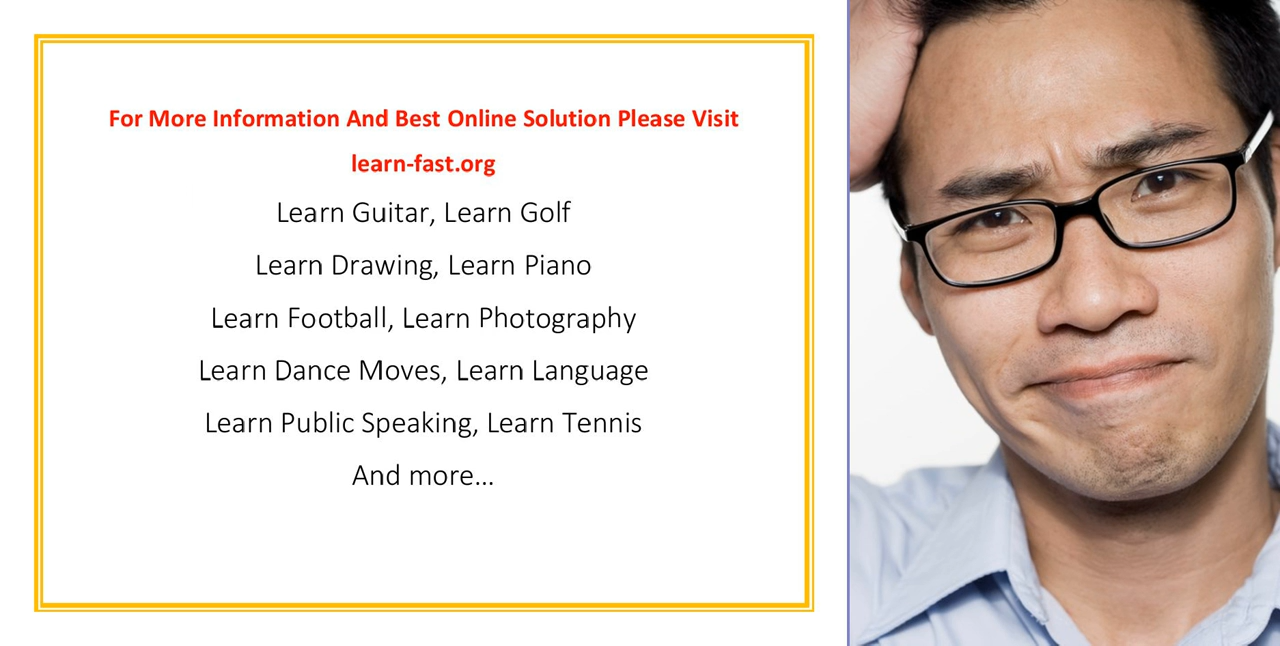 For More Information And Best Online Solution Please Visit
learn-fast.org
Learn Guitar, Learn Golf
Learn Drawing, Learn Piano
Learn Football, Learn Photography
Learn Dance Moves, Learn Language
Learn Public Speaking, Learn Tennis
And more...